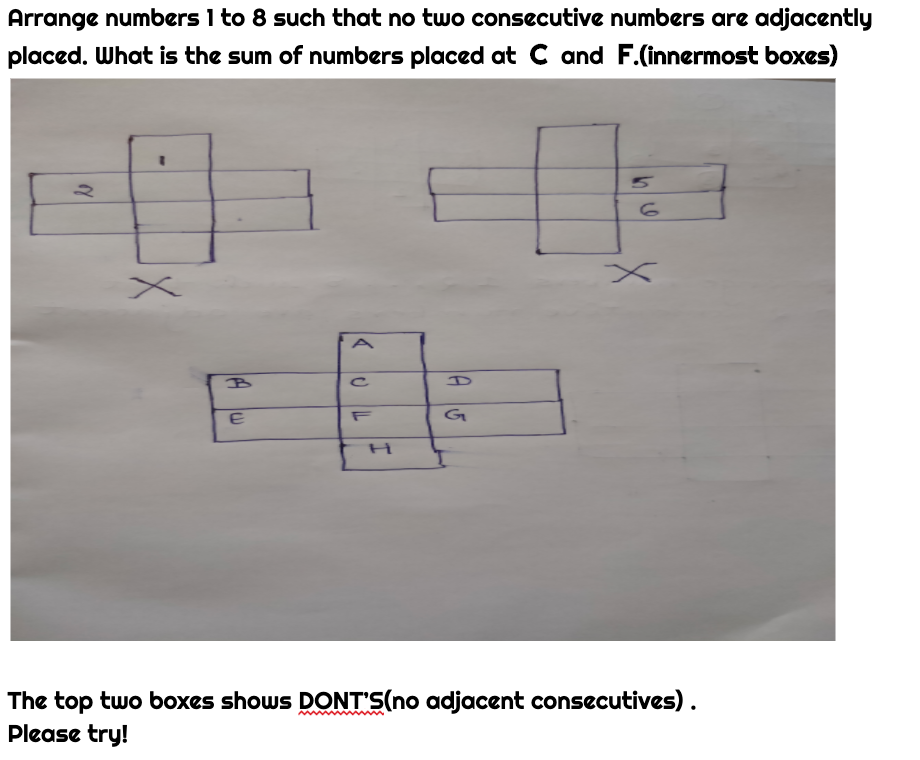 Arrange numbers 1 to 8 such that no two consecutive numbers are adjacently
placed. What is the sum of numbers placed at C and F.(innermost boxes)
1
2
5
6
X
X
A
B C D
E F G
H
The top two boxes shows DONT'S(no adjacent consecutives) .
Please try!